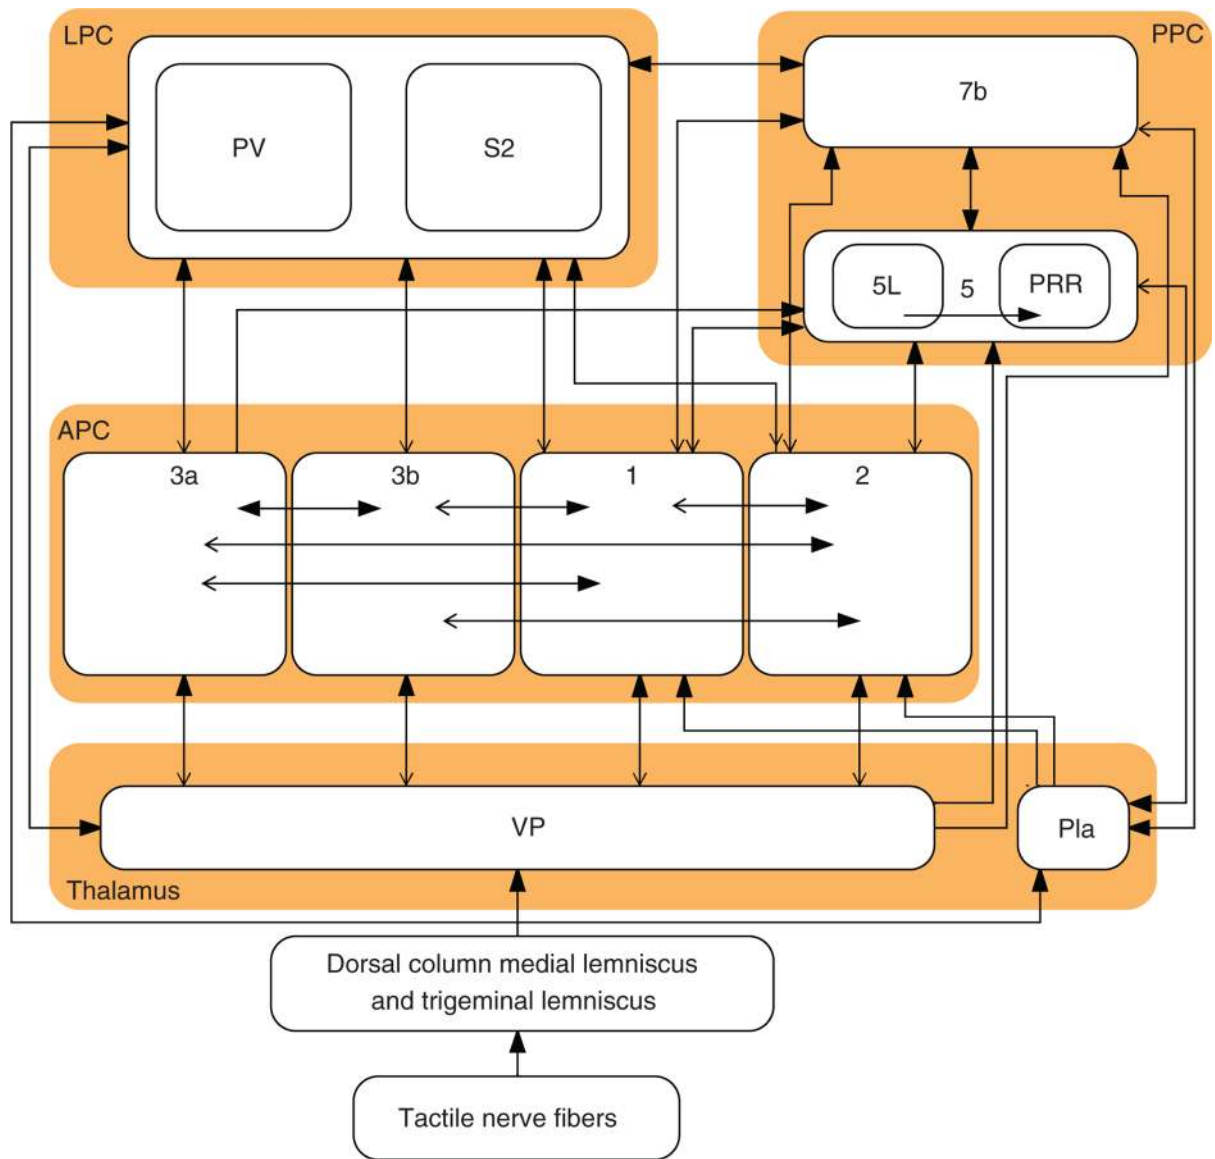 LPC
PPC
7b
PV
S2
5L
5
PRR
APC
3a
3b
1
2
VP
Pla
Thalamus
Dorsal column medial lemniscus
and trigeminal lemniscus
Tactile nerve fibers